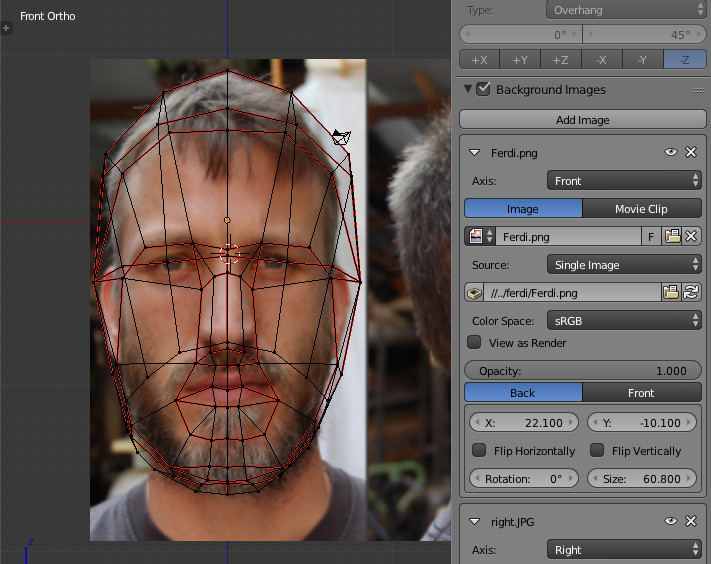 Front Ortho
Type: Overhang
0° 45°
+X +Y +Z -X -Y -Z
Background Images
Add Image
Ferdi.png
Axis: Front
Image Movie Clip
Ferdi.png F
Source: Single Image
//../ferdi/Ferdi.png
Color Space: sRGB
View as Render
Opacity: 1.000
Back Front
X: 22.100 Y: -10.100
Flip Horizontally Flip Vertically
Rotation: 0° Size: 60.800
right.JPG
Axis: Right
z